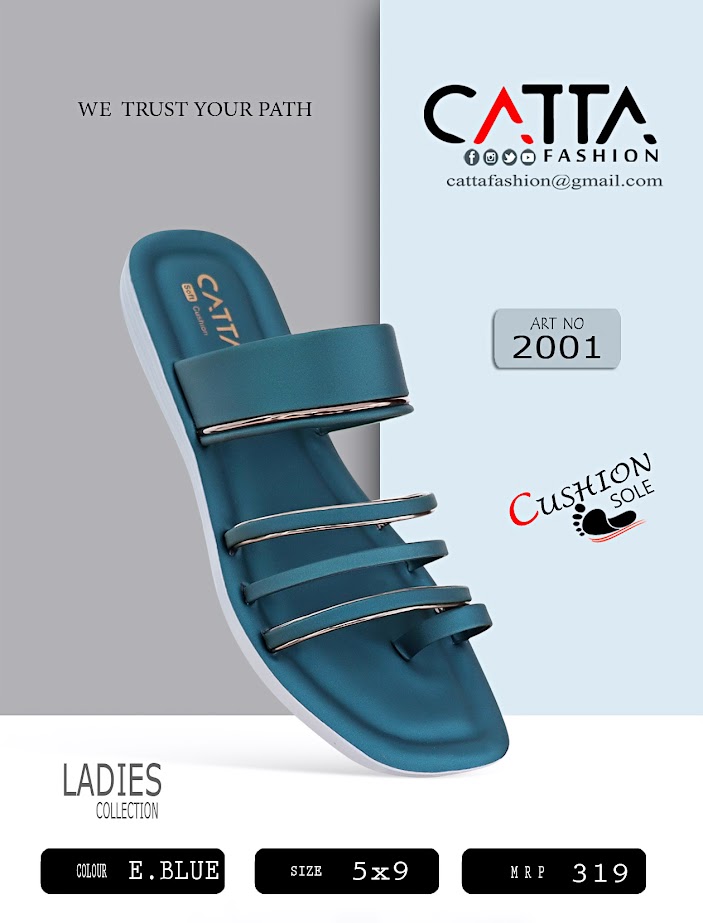 WE TRUST YOUR PATH
CATTA
FASHION
cattafashion@gmail.com
CATTA
Soft Cushion
ART NO
2001
CUSHION
SOLE
LADIES
COLLECTION
COLOUR E.BLUE
SIZE 5x9
MRP 319